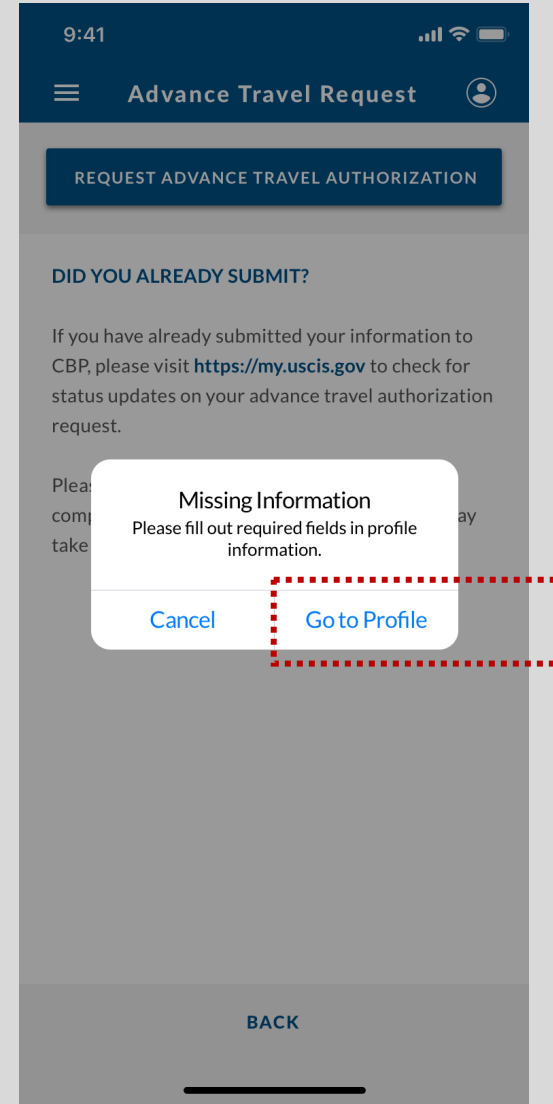 9:41
Advance Travel Request
REQUEST ADVANCE TRAVEL AUTHORIZATION
DID YOU ALREADY SUBMIT?
If you have already submitted your information to
CBP, please visit https://my.uscis.gov to check for
status updates on your advance travel authorization
request.
Missing Information
Please fill out required fields in profile
information.
take
Cancel
Go to Profile
BACK